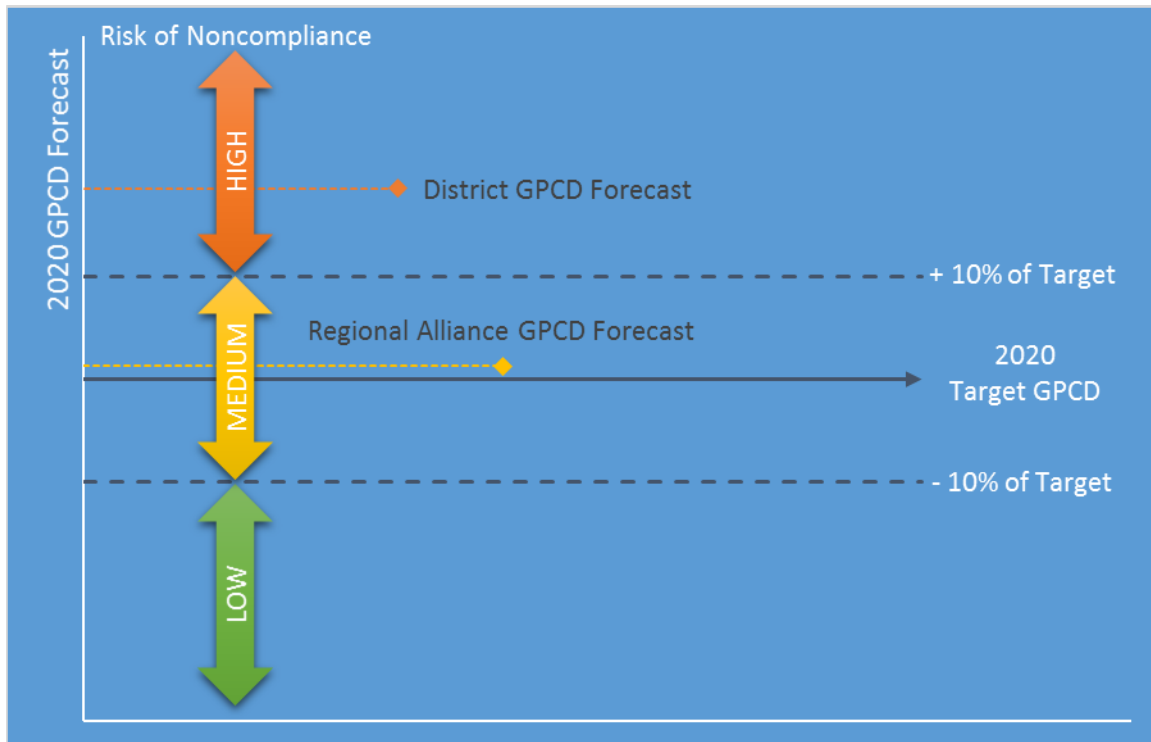 Risk of Noncompliance
2020 GPCD Forecast
HIGH
District GPCD Forecast
+ 10% of Target
MEDIUM
Regional Alliance GPCD Forecast
2020
Target GPCD
- 10% of Target
LOW